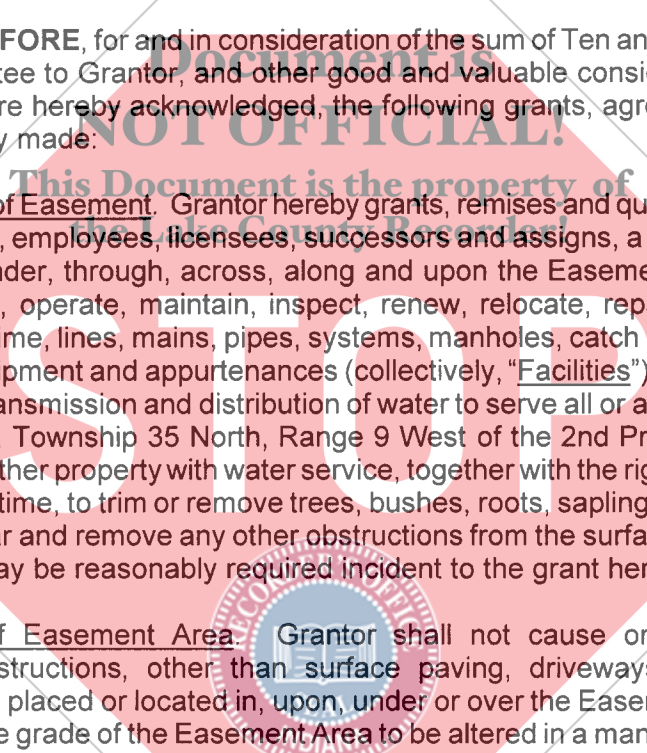 FORE, for and in consideration of the sum of Ten an
tee to Grantor, and other good and valuable consi
re hereby acknowledged, the following grants, agre
y made:
Document is
NOT OFFICIAL!
This Document is the property of
the Lake County Recorder!
of Easement. Grantor hereby grants, remises and qu
, employees, licensees, successors and assigns, a
nder, through, across, along and upon the Easeme
, operate, maintain, inspect, renew, relocate, rep
ime, lines, mains, pipes, systems, manholes, catch
ipment and appurtenances (collectively, “Facilities”)
ansmission and distribution of water to serve all or a
Township 35 North, Range 9 West of the 2nd Pr
ther property with water service, together with the rig
time, to trim or remove trees, bushes, roots, sapling
ar and remove any other obstructions from the surfa
ay be reasonably required incident to the grant her
STOP
f Easement Area. Grantor shall not cause or
structions, other than surface paving, driveways
placed or located in, upon, under or over the Easer
e grade of the Easement Area to be altered in a man
RECORDER'S OFFICE